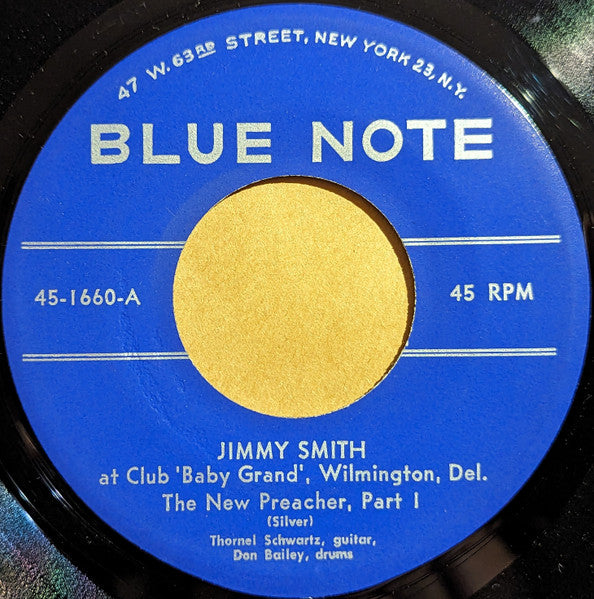 47 W. 63RD STREET, NEW YORK 23, N.Y.
BLUE NOTE
45-1660-A
45 RPM
JIMMY SMITH
at Club 'Baby Grand', Wilmington, Del.
The New Preacher, Part 1
(Silver)
Thornel Schwartz, guitar,
Don Bailey, drums